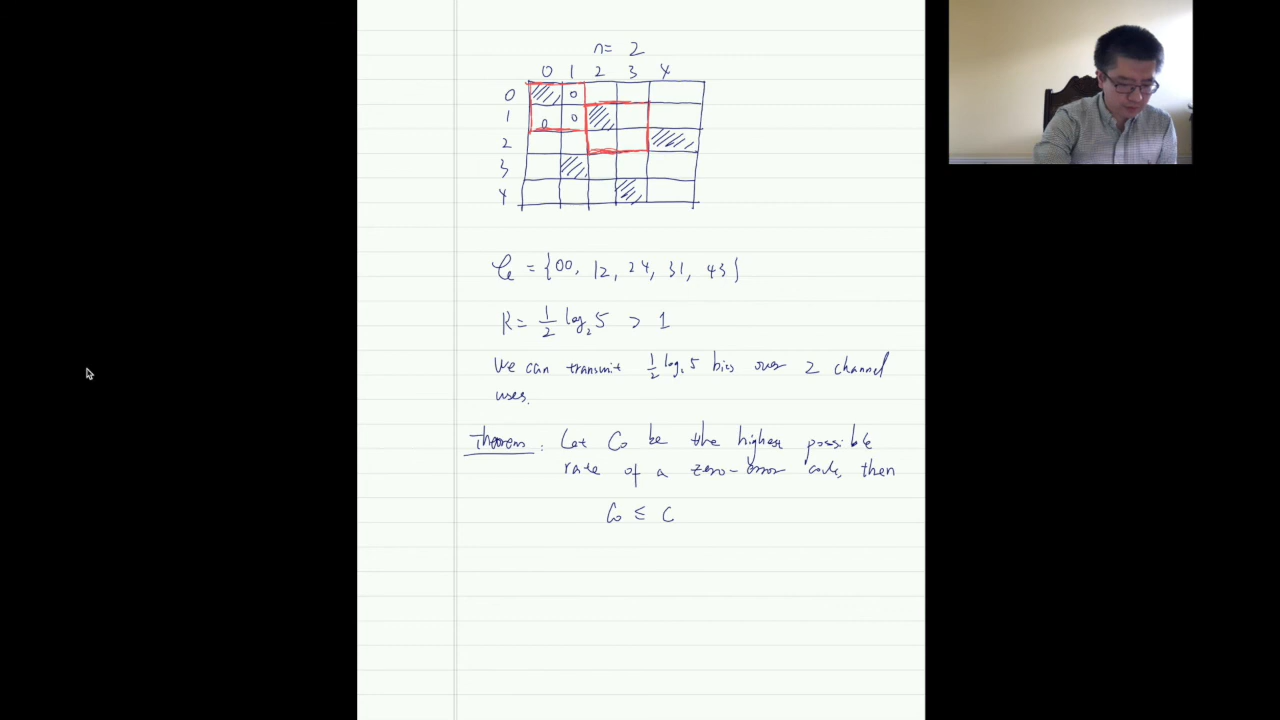 n= 2
0 1 2 3 4
0 0
1 0 0
2
3
4
𝒞 = {00, 12, 24, 31, 43}
R = 1/2 log₂ 5 > 1
We can transmit 1/2 log₂ 5 bits over 2 channel
uses.
Theorem: Let C₀ be the highest possible
rate of a zero-error code, then
C₀ ≤ C